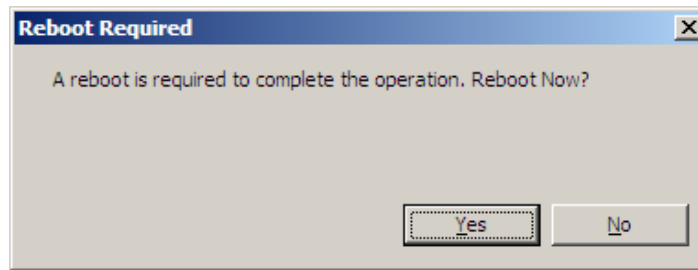 Reboot Required
A reboot is required to complete the operation. Reboot Now?
Yes No